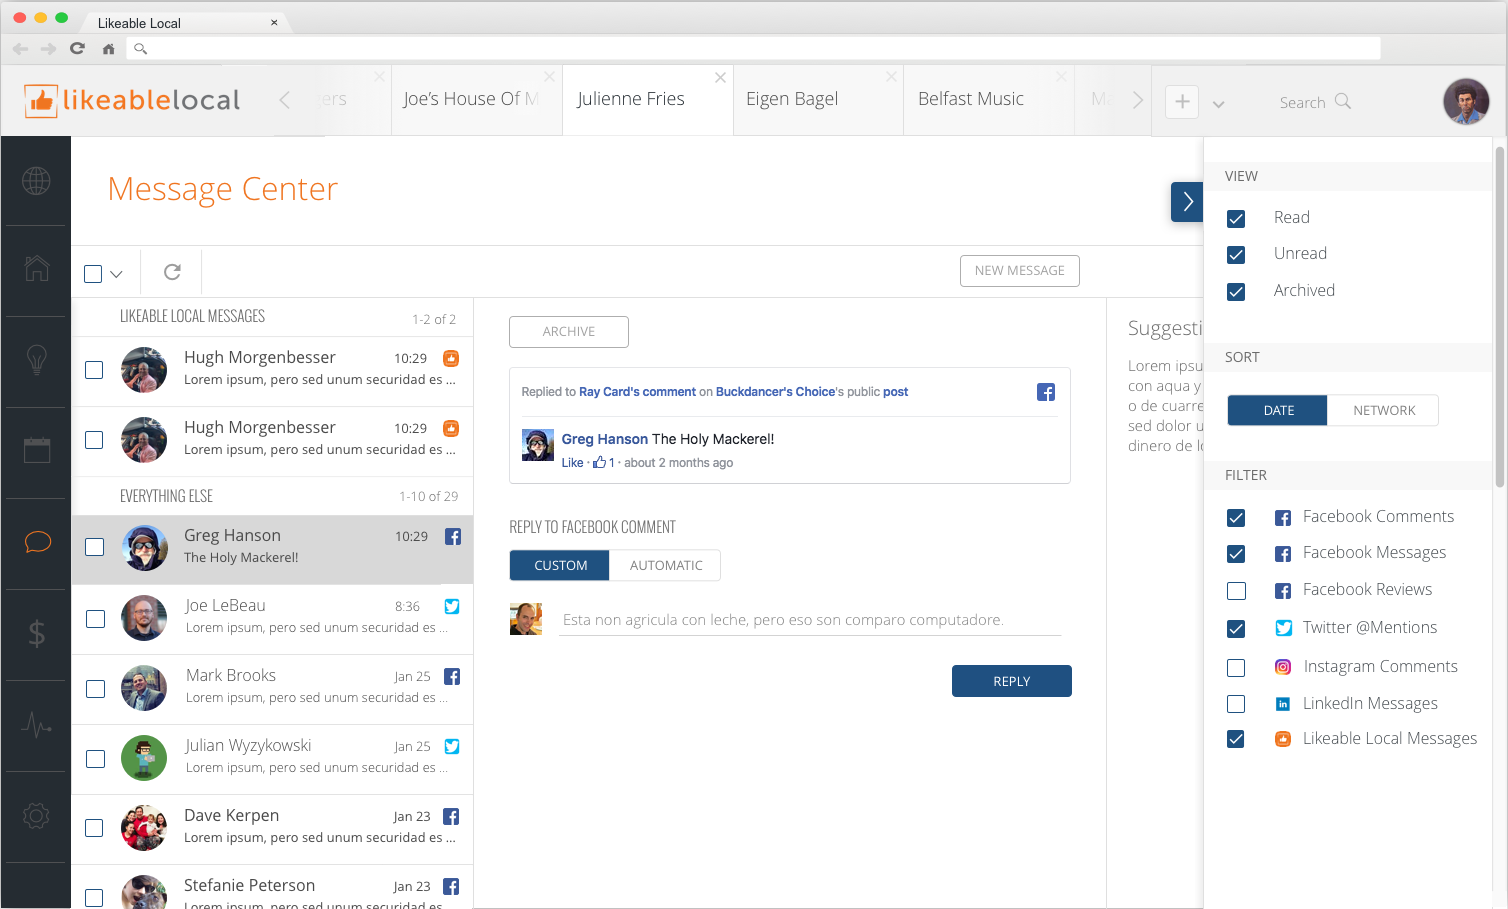 Likeable Local
likeablelocal
gers
Joe's House Of M
Julienne Fries
Eigen Bagel
Belfast Music
Ma
Search
Message Center
NEW MESSAGE
LIKEABLE LOCAL MESSAGES
1-2 of 2
Hugh Morgenbesser
10:29
Lorem ipsum, pero sed unum securidad es ...
Hugh Morgenbesser
10:29
Lorem ipsum, pero sed unum securidad es ...
EVERYTHING ELSE
1-10 of 29
Greg Hanson
10:29
The Holy Mackerel!
Joe LeBeau
8:36
Lorem ipsum, pero sed unum securidad es ...
Mark Brooks
Jan 25
Lorem ipsum, pero sed unum securidad es ...
Julian Wyzykowski
Jan 25
Lorem ipsum, pero sed unum securidad es ...
Dave Kerpen
Jan 23
Lorem ipsum, pero sed unum securidad es ...
Stefanie Peterson
Jan 23
Lorem ipsum, pero sed unum securidad es
ARCHIVE
Replied to Ray Card's comment on Buckdancer's Choice's public post
Greg Hanson The Holy Mackerel!
Like · 1 · about 2 months ago
REPLY TO FACEBOOK COMMENT
CUSTOM
AUTOMATIC
Esta non agricula con leche, pero eso son comparo computadore.
REPLY
Suggesti
Lorem ipsu
con aqua y
o de cuarre
sed dolor u
dinero de lo
VIEW
Read
Unread
Archived
SORT
DATE
NETWORK
FILTER
Facebook Comments
Facebook Messages
Facebook Reviews
Twitter @Mentions
Instagram Comments
LinkedIn Messages
Likeable Local Messages